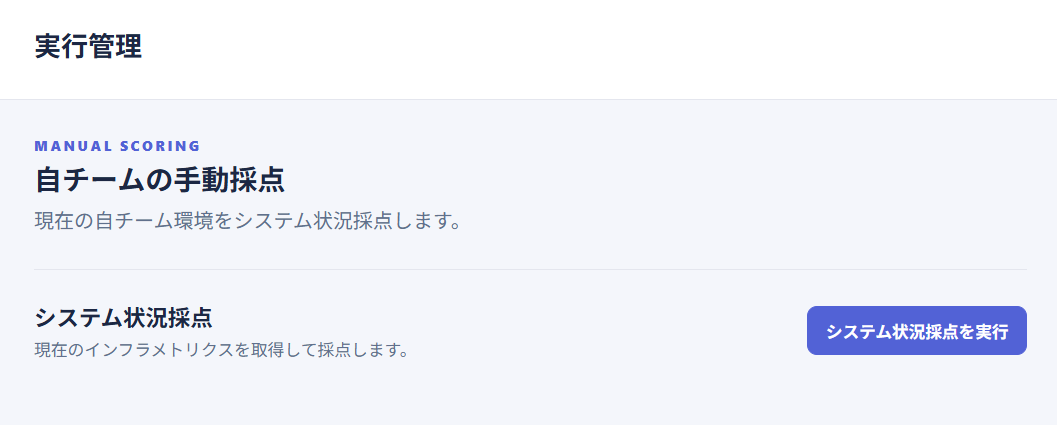 実行管理
MANUAL SCORING
自チームの手動採点
現在の自チーム環境をシステム状況採点します。
システム状況採点
現在のインフラメトリクスを取得して採点します。
システム状況採点を実行